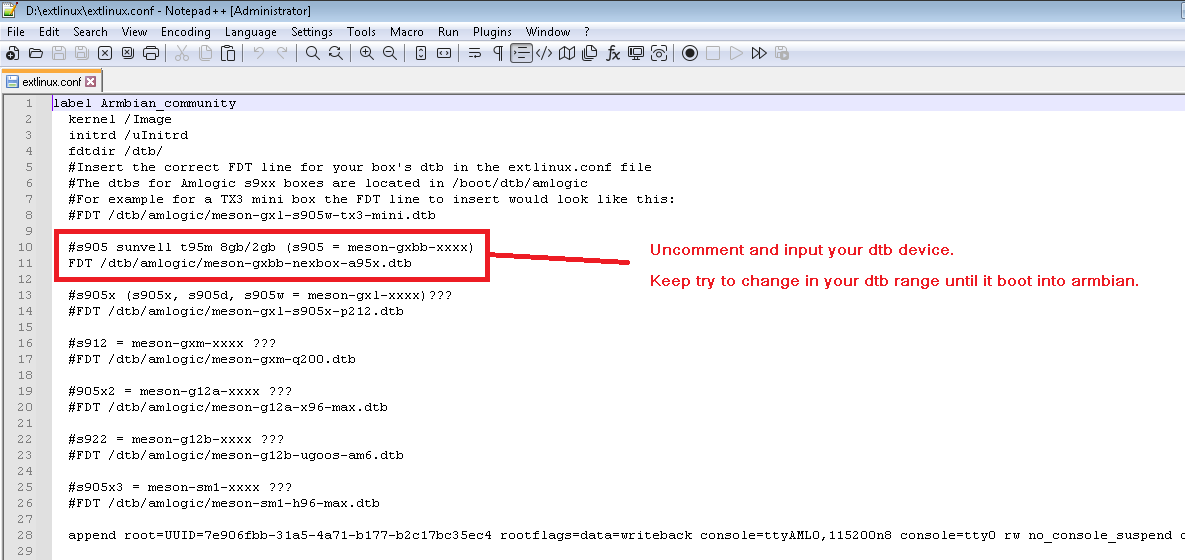 D:\extlinux\extlinux.conf - Notepad++ [Administrator]
File Edit Search View Encoding Language Settings Tools Macro Run Plugins Window ?
extlinux.conf
1 label Armbian_community
2 kernel /Image
3 initrd /uInitrd
4 fdtdir /dtb/
5 #Insert the correct FDT line for your box's dtb in the extlinux.conf file
6 #The dtbs for Amlogic s9xx boxes are located in /boot/dtb/amlogic
7 #For example for a TX3 mini box the FDT line to insert would look like this:
8 #FDT /dtb/amlogic/meson-gxl-s905w-tx3-mini.dtb
9
10 #s905 sunvell t95m 8gb/2gb (s905 = meson-gxbb-xxxx)
Uncomment and input your dtb device.
11 FDT /dtb/amlogic/meson-gxbb-nexbox-a95x.dtb
Keep try to change in your dtb range until it boot into armbian.
12
13 #s905x (s905x, s905d, s905w = meson-gxl-xxxx)???
14 #FDT /dtb/amlogic/meson-gxl-s905x-p212.dtb
15
16 #s912 = meson-gxm-xxxx ???
17 #FDT /dtb/amlogic/meson-gxm-q200.dtb
18
19 #905x2 = meson-g12a-xxxx ???
20 #FDT /dtb/amlogic/meson-g12a-x96-max.dtb
21
22 #s922 = meson-g12b-xxxx ???
23 #FDT /dtb/amlogic/meson-g12b-ugoos-am6.dtb
24
25 #s905x3 = meson-sm1-xxxx ???
26 #FDT /dtb/amlogic/meson-sm1-h96-max.dtb
27
28 append root=UUID=7e906fbb-31a5-4a71-b177-b2c17bc35ec4 rootflags=data=writeback console=ttyAML0,115200n8 console=tty0 rw no_console_suspend
29